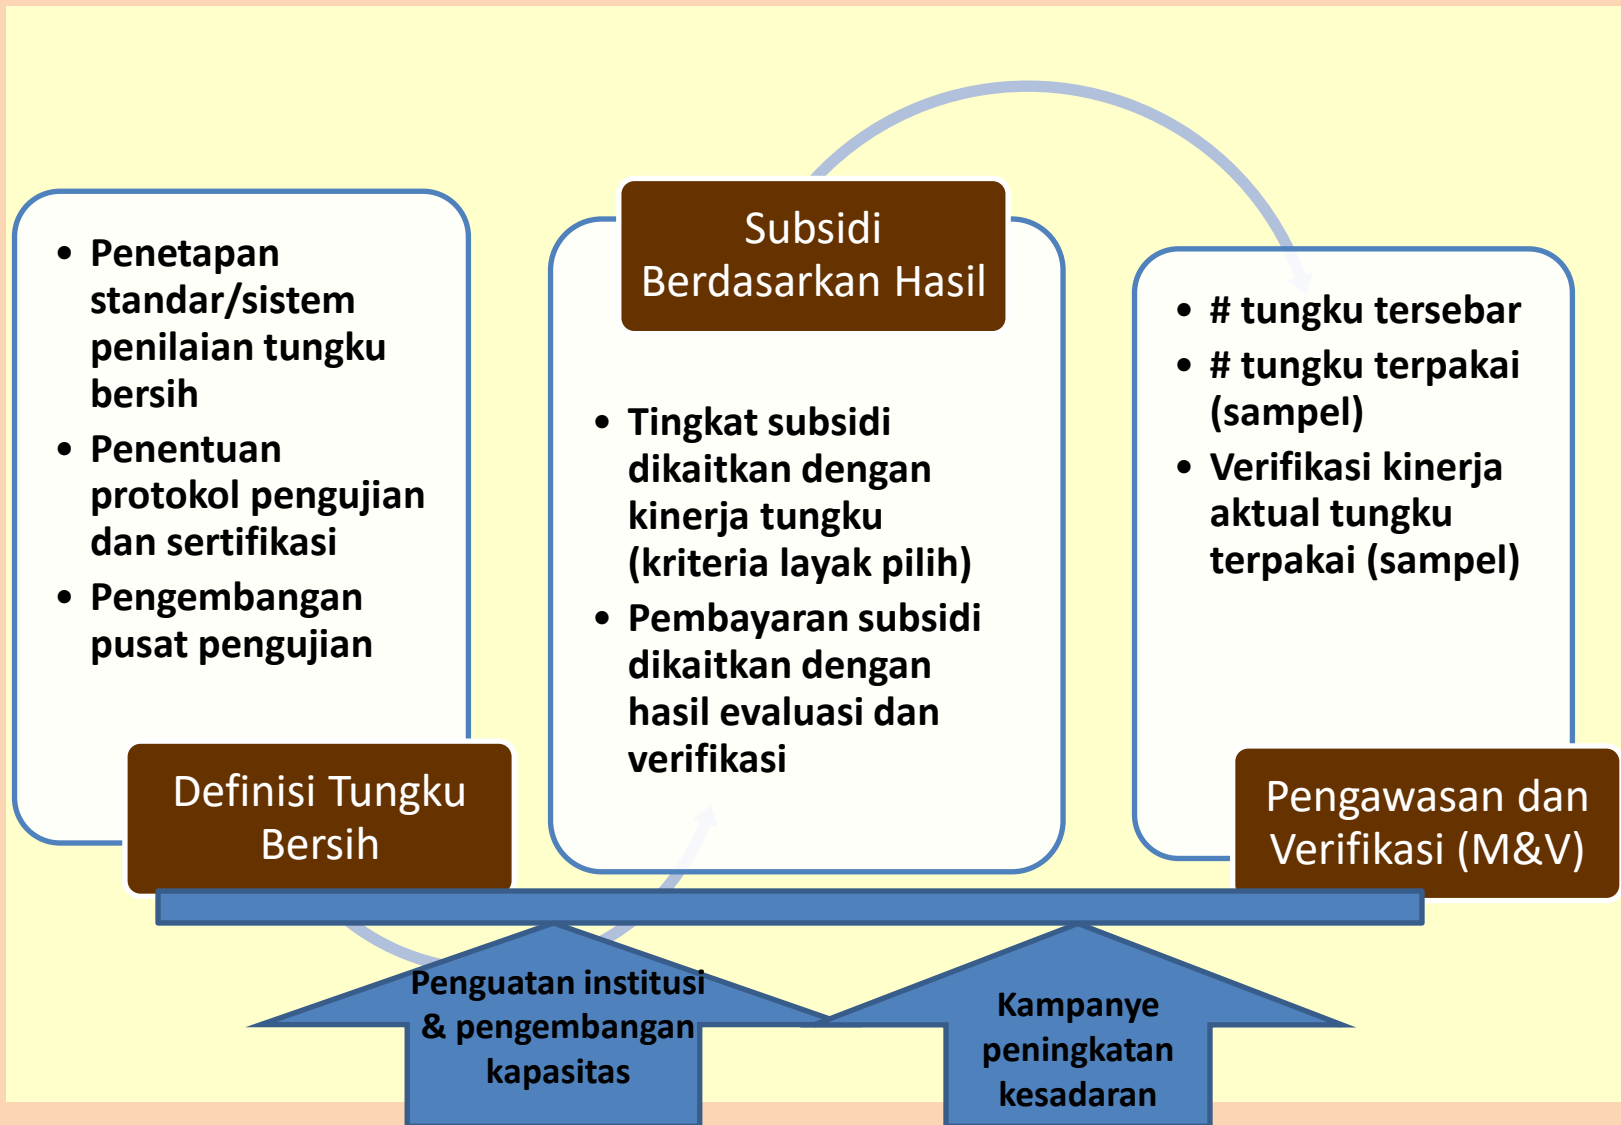 • Penetapan
standar/sistem
penilaian tungku
bersih
• Penentuan
protokol pengujian
dan sertifikasi
• Pengembangan
pusat pengujian
Definisi Tungku
Bersih
Subsidi
Berdasarkan Hasil
• Tingkat subsidi
dikaitkan dengan
kinerja tungku
(kriteria layak pilih)
• Pembayaran subsidi
dikaitkan dengan
hasil evaluasi dan
verifikasi
• # tungku tersebar
• # tungku terpakai
(sampel)
• Verifikasi kinerja
aktual tungku
terpakai (sampel)
Pengawasan dan
Verifikasi (M&V)
Penguatan institusi
& pengembangan
kapasitas
Kampanye
peningkatan
kesadaran